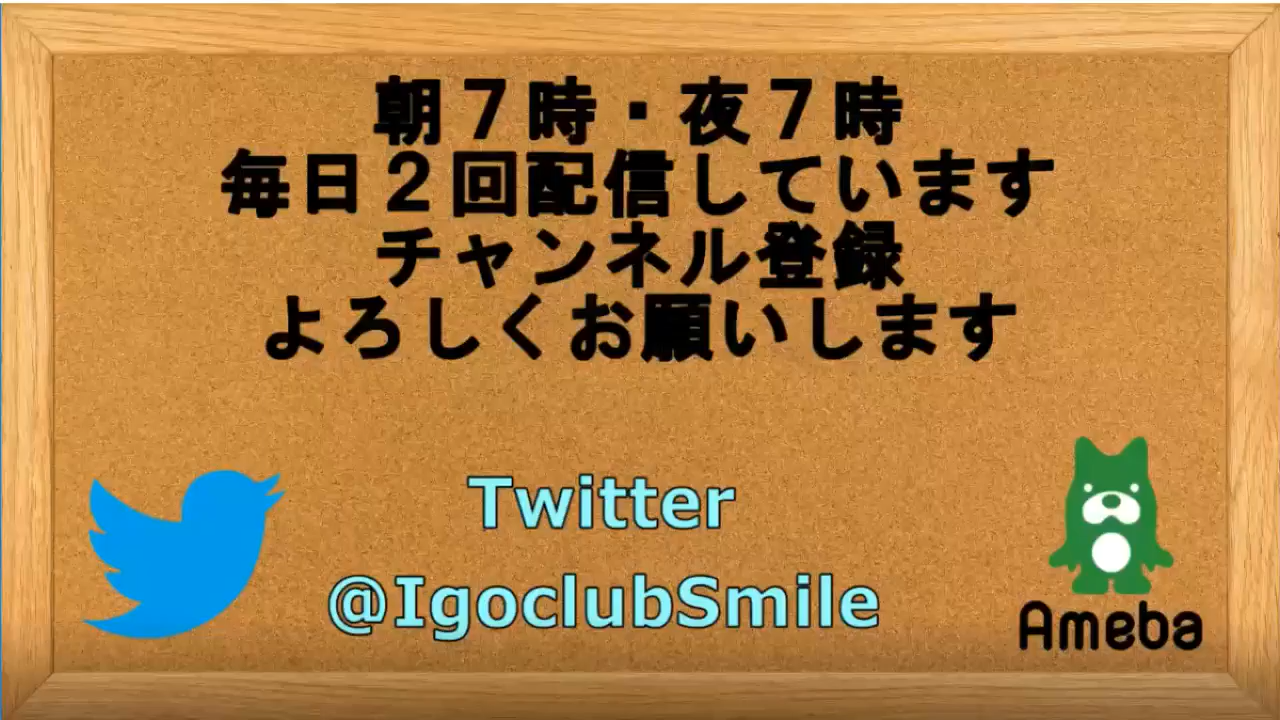 朝７時・夜７時
毎日２回配信しています
チャンネル登録
よろしくお願いします
Twitter
@IgoclubSmile
Ameba